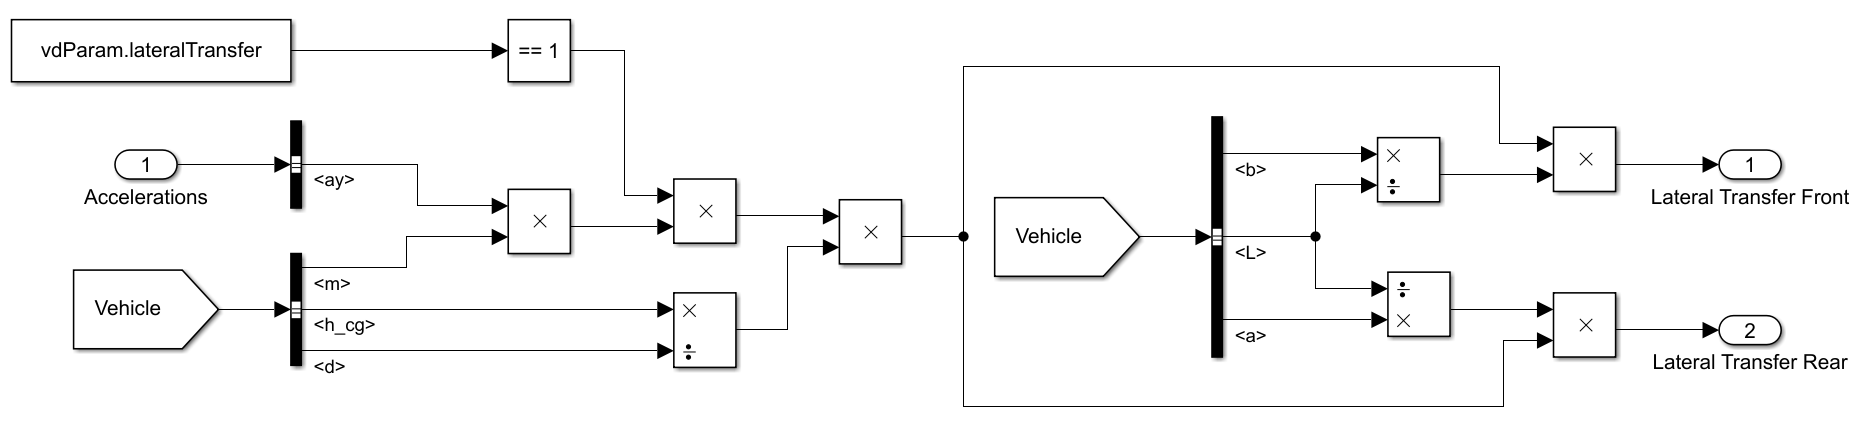 vdParam.lateralTransfer
== 1
1
Accelerations
<ay>
×
×
×
Vehicle
<m>
<h_cg>
<d>
×
÷
Vehicle
<b>
<L>
<a>
×
÷
÷
×
×
1
Lateral Transfer Front
×
2
Lateral Transfer Rear